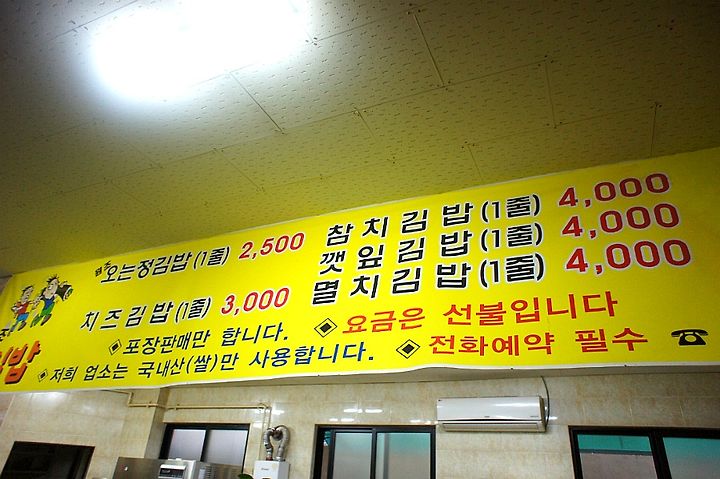 오는정김밥(1줄) 2,500
치즈김밥(1줄) 3,000
참치김밥(1줄) 4,000
깻잎김밥(1줄) 4,000
멸치김밥(1줄) 4,000
포장판매만 합니다.
요금은 선불입니다
저희 업소는 국내산(쌀)만 사용합니다.
전화예약 필수
김밥